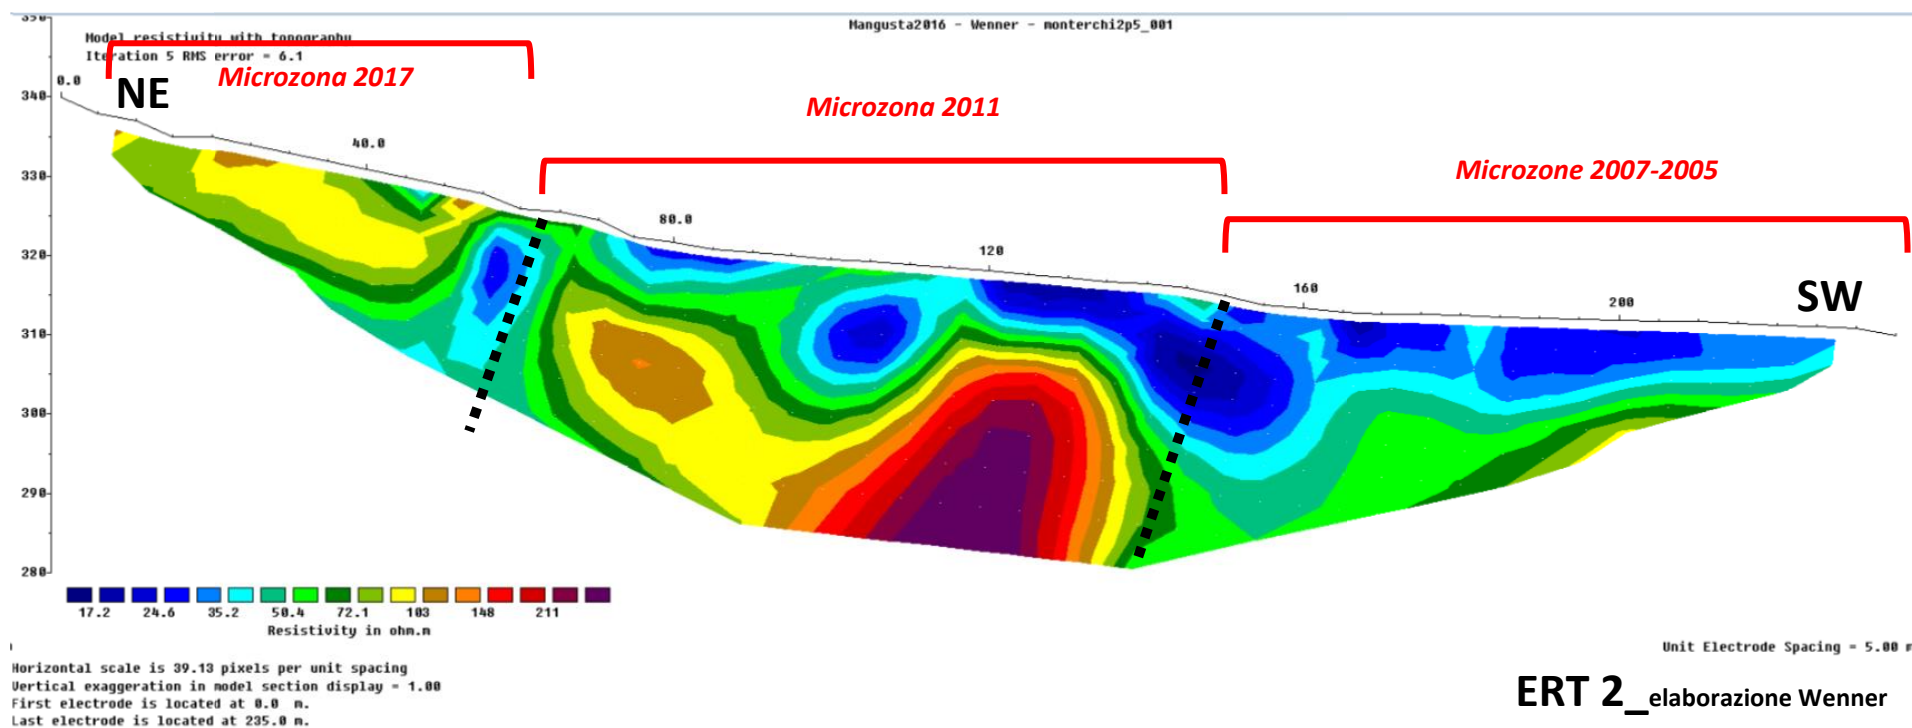 350
Mangusta2016 - Wenner - monterchi2p5_001
Model resistivity with topography
Iteration 5 RMS error = 6.1
Microzona 2017
0.0
NE
340
Microzona 2011
40.0
Microzone 2007-2005
330
80.0
320
120
160
SW
200
310
300
290
280
17.2 24.6 35.2 50.4 72.1 103 148 211
Resistivity in ohm.m
Unit Electrode Spacing = 5.00 m
Horizontal scale is 39.13 pixels per unit spacing
Vertical exaggeration in model section display = 1.00
First electrode is located at 0.0 m.
Last electrode is located at 235.0 m.
ERT 2_elaborazione Wenner